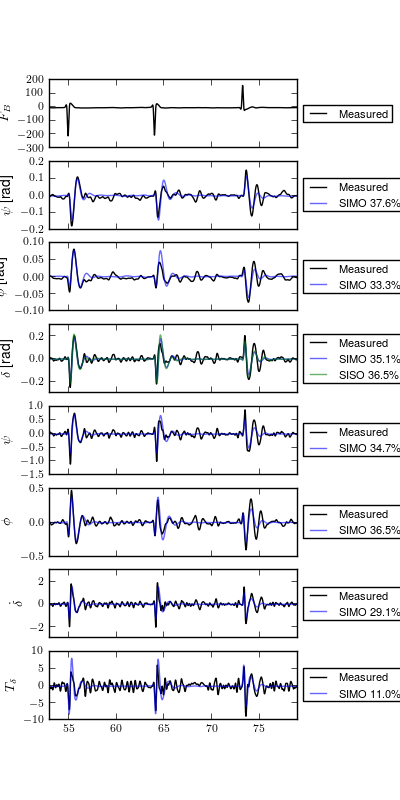 200
100
0
−100
−300
F_B
Measured
0.2
0.1
0.0
−0.1
−0.2
ψ [rad]
Measured
SIMO 37.6%
0.10
0.05
0.00
−0.05
−0.10
ϕ [rad]
Measured
SIMO 33.3%
0.2
0.0
−0.2
δ [rad]
Measured
SIMO 35.1%
SISO 36.5%
1.0
0.5
0.0
−0.5
−1.0
−1.5
ψ̇
Measured
SIMO 34.7%
0.5
0.0
−0.5
ϕ̇
Measured
SIMO 36.5%
2
0
−2
δ̇
Measured
SIMO 29.1%
10
5
0
−5
−10
T_δ
Measured
SIMO 11.0%
55 60 65 70 75